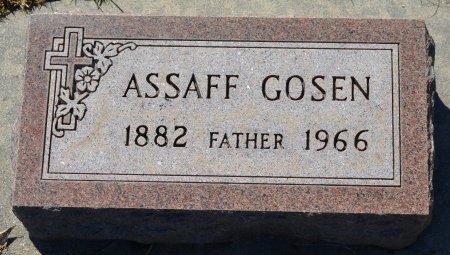 ASSAFF GOSEN
1882 FATHER 1966